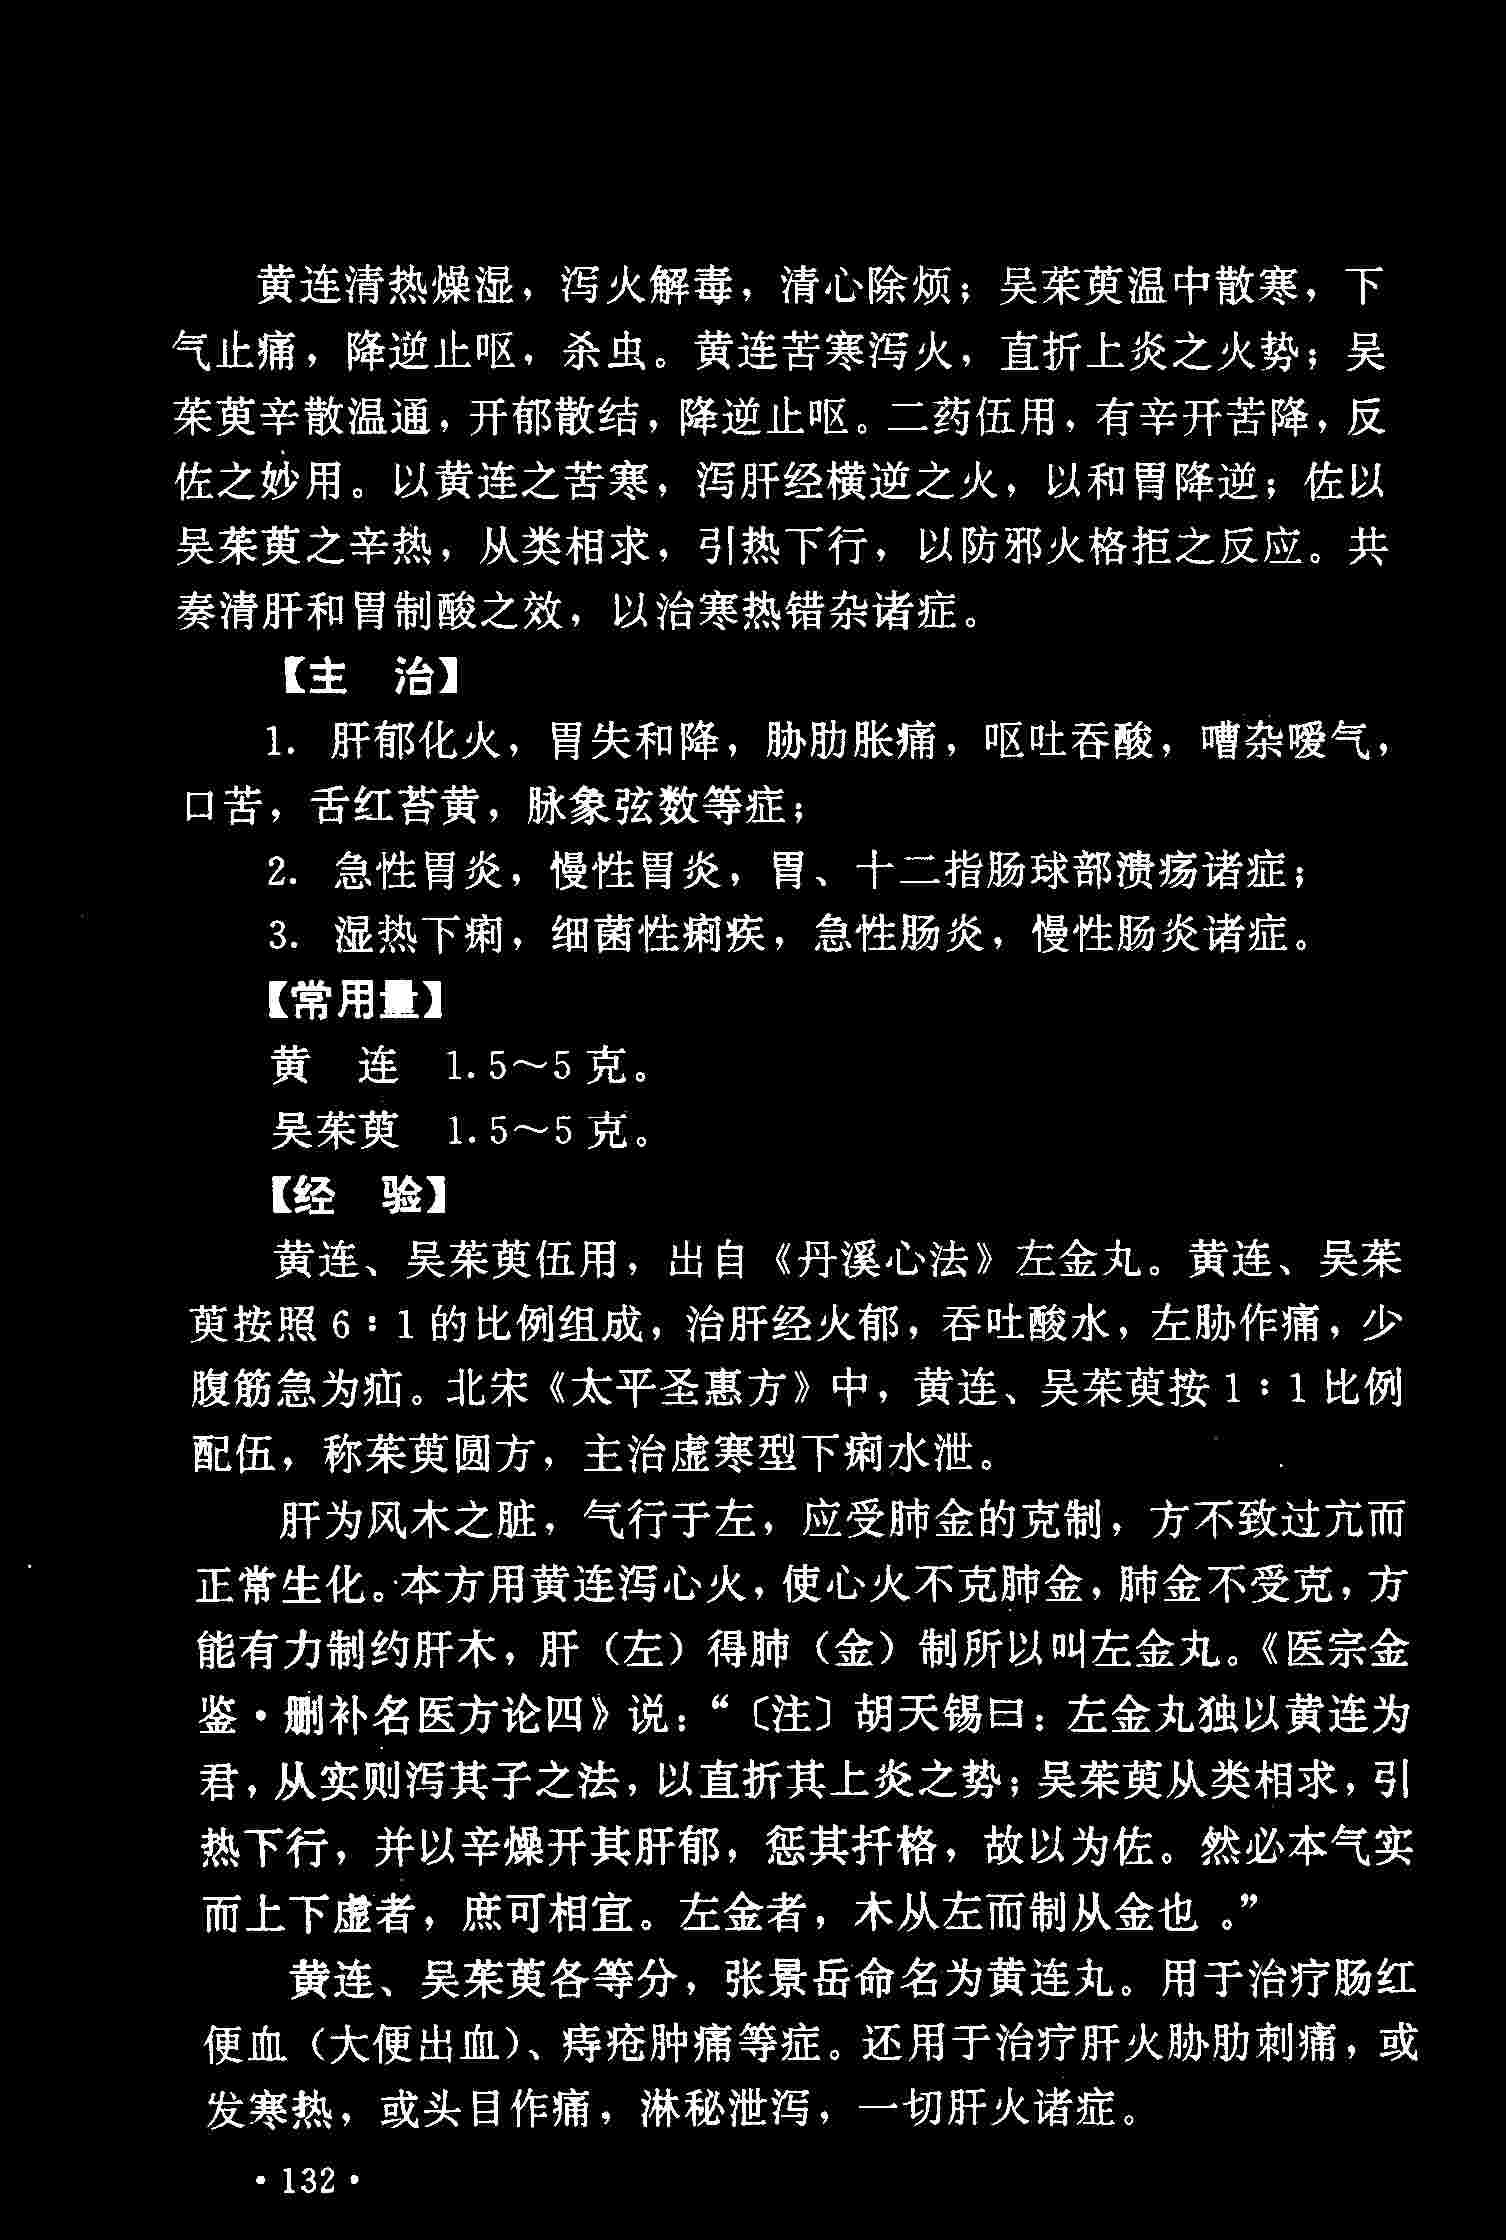 黄连清热燥湿，泻火解毒，清心除烦；吴茱萸温中散寒，下
气止痛，降逆止呕，杀虫。黄连苦寒泻火，直折上炎之火势；吴
茱萸辛散温通，开郁散结，降逆止呕。二药伍用，有辛开苦降，反
佐之妙用。以黄连之苦寒，泻肝经横逆之火，以和胃降逆；佐以
吴茱萸之辛热，从类相求，引热下行，以防邪火格拒之反应。共
奏清肝和胃制酸之效，以治寒热错杂诸症。
【主　治】
1. 肝郁化火，胃失和降，胁肋胀痛，呕吐吞酸，嘈杂嗳气，
口苦，舌红苔黄，脉象弦数等症；
2. 急性胃炎，慢性胃炎，胃、十二指肠球部溃疡诸症；
3. 湿热下痢，细菌性痢疾，急性肠炎，慢性肠炎诸症。
【常用量】
黄　连　1.5～5 克。
吴茱萸　1.5～5 克。
【经　验】
黄连、吴茱萸伍用，出自《丹溪心法》左金丸。黄连、吴茱
萸按照 6：1 的比例组成，治肝经火郁，吞吐酸水，左胁作痛，少
腹筋急为疝。北宋《太平圣惠方》中，黄连、吴茱萸按 1：1 比例
配伍，称茱萸圆方，主治虚寒型下痢水泄。
肝为风木之脏，气行于左，应受肺金的克制，方不致过亢而
正常生化。本方用黄连泻心火，使心火不克肺金，肺金不受克，方
能有力制约肝木，肝（左）得肺（金）制所以叫左金丸。《医宗金
鉴·删补名医方论四》说：“〔注〕胡天锡曰：左金丸独以黄连为
君，从实则泻其子之法，以直折其上炎之势；吴茱萸从类相求，引
热下行，并以辛燥开其肝郁，惩其扞格，故以为佐。然必本气实
而上下虚者，庶可相宜。左金者，木从左而制从金也。”
黄连、吴茱萸各等分，张景岳命名为黄连丸。用于治疗肠红
便血（大便出血）、痔疮肿痛等症。还用于治疗肝火胁肋刺痛，或
发寒热，或头目作痛，淋秘泄泻，一切肝火诸症。
·132·